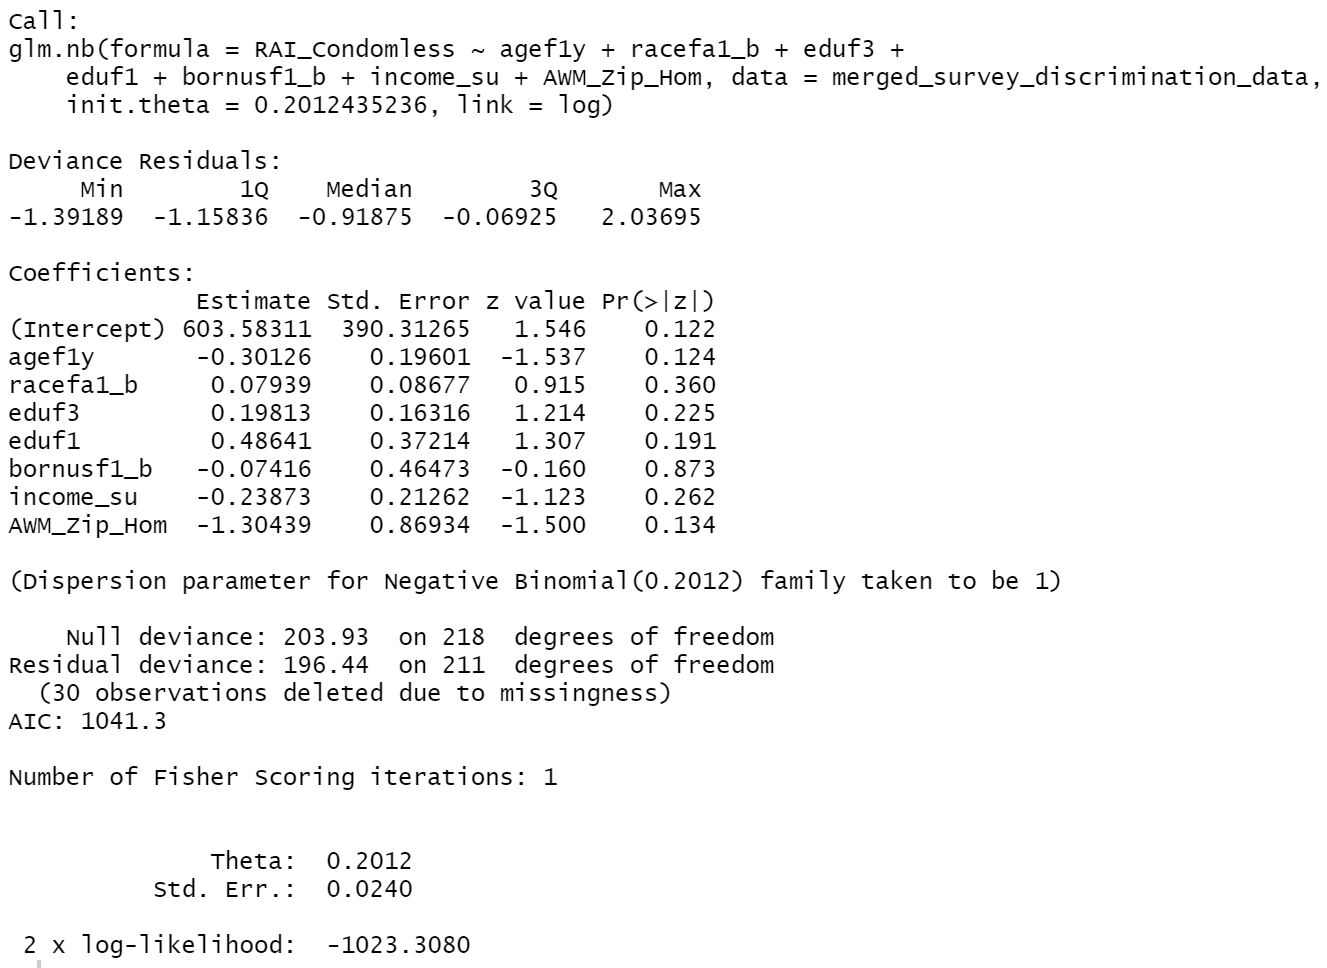 Call:
glm.nb(formula = RAI_Condomless ~ agef1y + racefa1_b + eduf3 +
    eduf1 + bornusf1_b + income_su + AWM_Zip_Hom, data = merged_survey_discrimination_data,
    init.theta = 0.2012435236, link = log)

Deviance Residuals:
     Min        1Q    Median        3Q       Max
-1.39189  -1.15836  -0.91875  -0.06925   2.03695

Coefficients:
             Estimate Std. Error z value Pr(>|z|)
(Intercept) 603.58311  390.31265   1.546    0.122
agef1y       -0.30126    0.19601  -1.537    0.124
racefa1_b     0.07939    0.08677   0.915    0.360
eduf3         0.19813    0.16316   1.214    0.225
eduf1         0.48641    0.37214   1.307    0.191
bornusf1_b   -0.07416    0.46473  -0.160    0.873
income_su    -0.23873    0.21262  -1.123    0.262
AWM_Zip_Hom  -1.30439    0.86934  -1.500    0.134

(Dispersion parameter for Negative Binomial(0.2012) family taken to be 1)

    Null deviance: 203.93  on 218  degrees of freedom
Residual deviance: 196.44  on 211  degrees of freedom
  (30 observations deleted due to missingness)
AIC: 1041.3

Number of Fisher Scoring iterations: 1


              Theta:  0.2012
          Std. Err.:  0.0240

 2 x log-likelihood:  -1023.3080